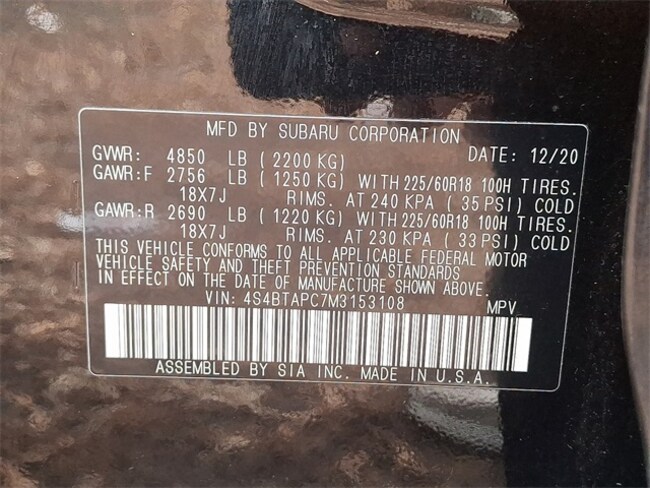 MFD BY SUBARU CORPORATION
GVWR: 4850 LB (2200 KG) DATE: 12/20
GAWR:F 2756 LB (1250 KG) WITH 225/60R18 100H TIRES.
18X7J RIMS. AT 240 KPA (35 PSI) COLD
GAWR:R 2690 LB (1220 KG) WITH 225/60R18 100H TIRES.
18X7J RIMS. AT 230 KPA (33 PSI) COLD
THIS VEHICLE CONFORMS TO ALL APPLICABLE FEDERAL MOTOR
VEHICLE SAFETY AND THEFT PREVENTION STANDARDS
IN EFFECT ON THE DATE OF MANUFACTURE SHOWN ABOVE.
VIN: 4S4BTAPC7M3153108 MPV
ASSEMBLED BY SIA INC. MADE IN U.S.A.